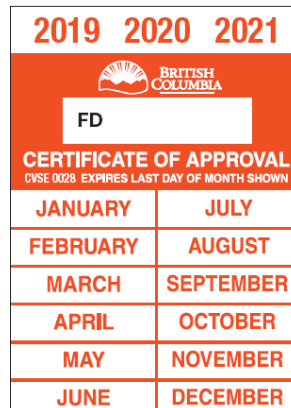 2019 2020 2021
BRITISH
COLUMBIA
FD
CERTIFICATE OF APPROVAL
CVSE 0028 EXPIRES LAST DAY OF MONTH SHOWN
JANUARY JULY
FEBRUARY AUGUST
MARCH SEPTEMBER
APRIL OCTOBER
MAY NOVEMBER
JUNE DECEMBER